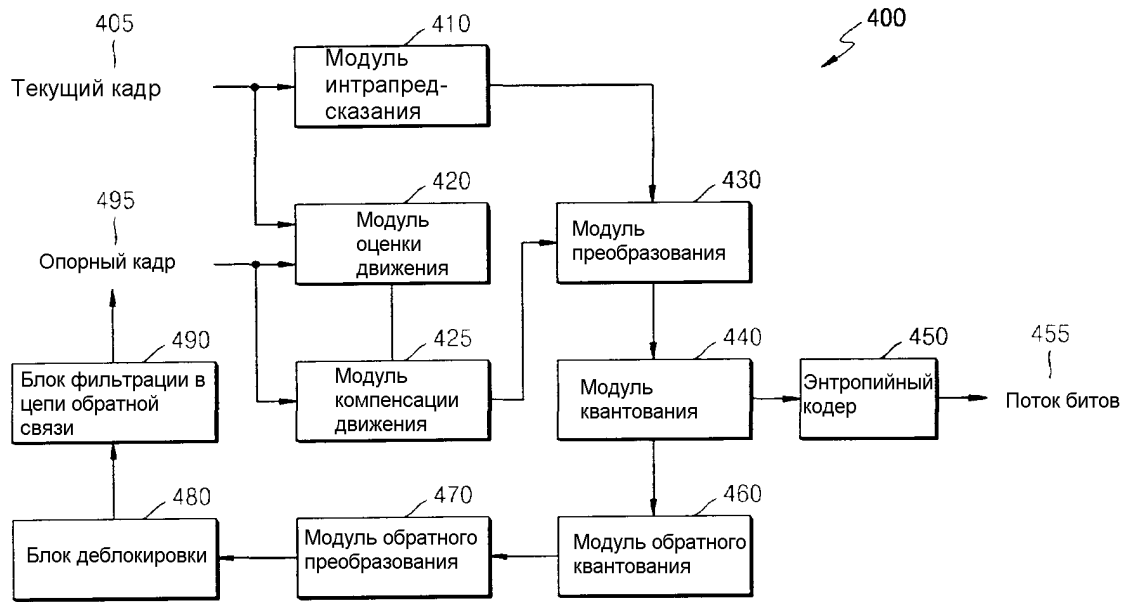 405
410
400
Текущий кадр
Модуль
интрапред-
сказания
495
420
430
Опорный кадр
Модуль
оценки
движения
Модуль
преобразования
490
425
440
450
455
Блок фильтрации в
цепи обратной
связи
Модуль
компенсации
движения
Модуль
квантования
Энтропийный
кодер
Поток битов
480
470
460
Блок деблокировки
Модуль обратного
преобразования
Модуль обратного
квантования